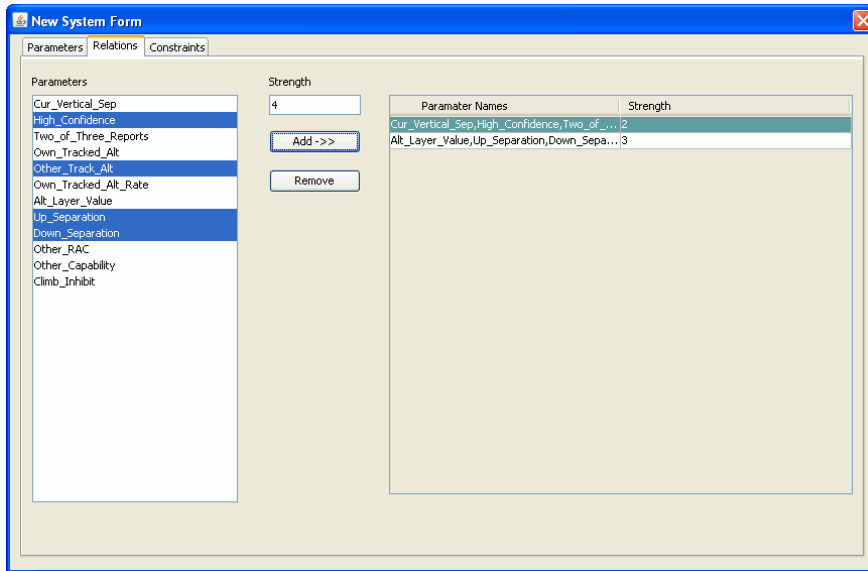 New System Form
Parameters Relations Constraints
Parameters
Cur_Vertical_Sep
High_Confidence
Two_of_Three_Reports
Own_Tracked_Alt
Other_Track_Alt
Own_Tracked_Alt_Rate
Alt_Layer_Value
Up_Separation
Down_Separation
Other_RAC
Other_Capability
Climb_Inhibit
Strength
4
Add ->>
Remove
Paramater Names Strength
Cur_Vertical_Sep,High_Confidence,Two_of_... 2
Alt_Layer_Value,Up_Separation,Down_Sepa... 3